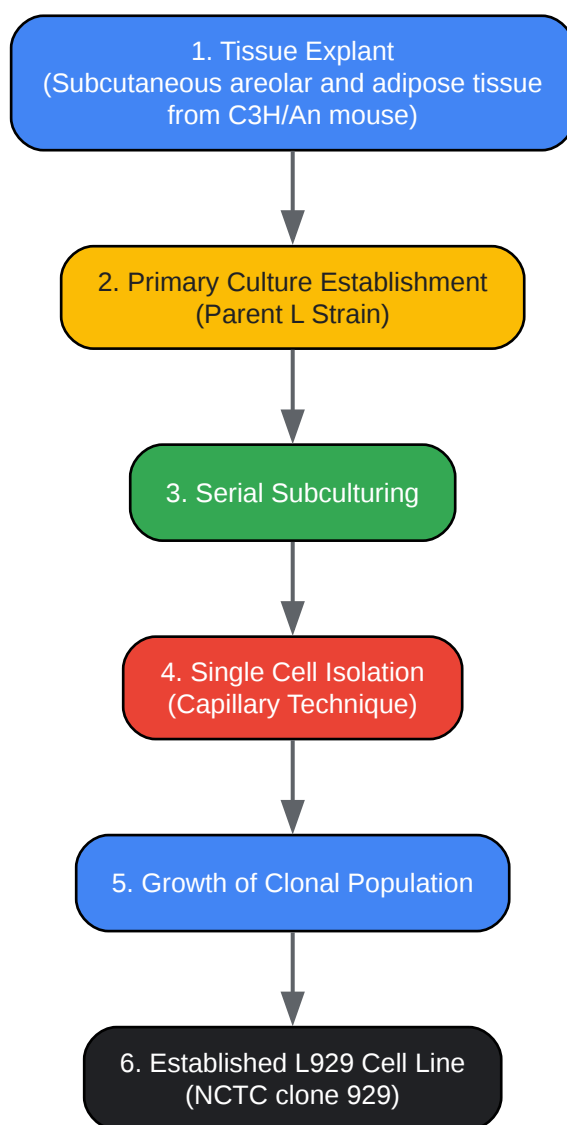 1. Tissue Explant
(Subcutaneous areolar and adipose tissue
from C3H/An mouse)
2. Primary Culture Establishment
(Parent L Strain)
3. Serial Subculturing
4. Single Cell Isolation
(Capillary Technique)
5. Growth of Clonal Population
6. Established L929 Cell Line
(NCTC clone 929)